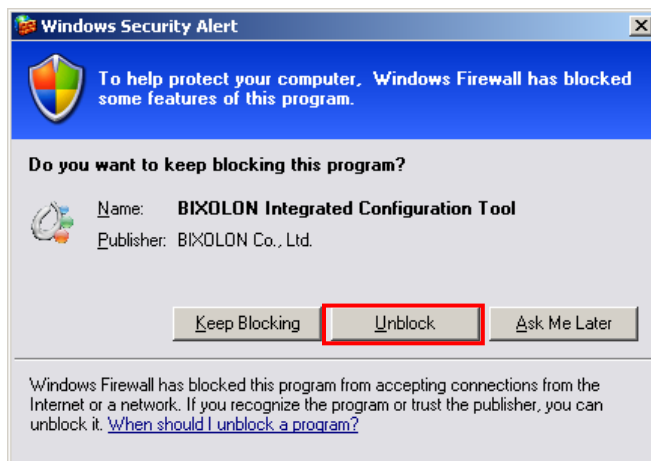 Windows Security Alert
To help protect your computer, Windows Firewall has blocked
some features of this program.
Do you want to keep blocking this program?
Name: BIXOLON Integrated Configuration Tool
Publisher: BIXOLON Co., Ltd.
Keep Blocking Unblock Ask Me Later
Windows Firewall has blocked this program from accepting connections from the
Internet or a network. If you recognize the program or trust the publisher, you can
unblock it. When should I unblock a program?